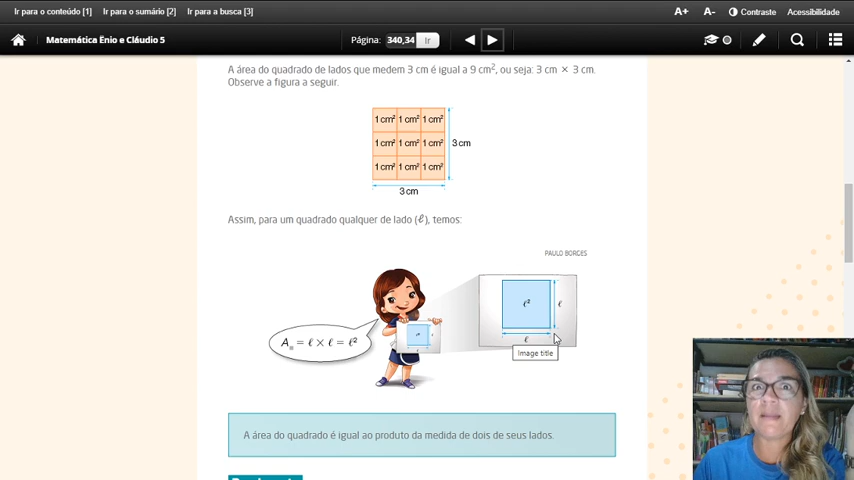 Ir para o conteúdo [1] Ir para o sumário [2] Ir para a busca [3] A+ A- Contraste Acessibilidade
Matemática Ênio e Cláudio 5 Página: 340,34 Ir
A área do quadrado de lados que medem 3 cm é igual a 9 cm², ou seja: 3 cm × 3 cm.
Observe a figura a seguir.
1 cm² 1 cm² 1 cm²
1 cm² 1 cm² 1 cm² 3 cm
1 cm² 1 cm² 1 cm²
3 cm
Assim, para um quadrado qualquer de lado (ℓ), temos:
PAULO BORGES
ℓ² ℓ
ℓ
A□ = ℓ × ℓ = ℓ²
Image title
A área do quadrado é igual ao produto da medida de dois de seus lados.